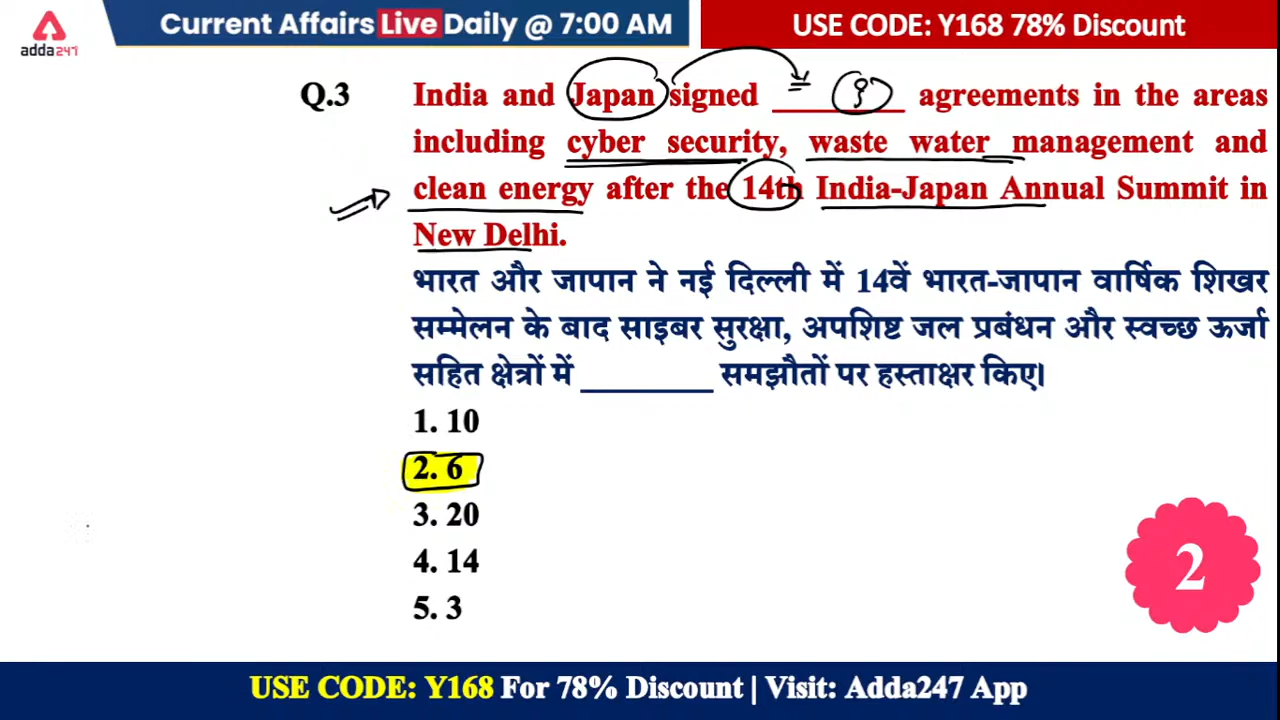 adda247
Current Affairs Live Daily @ 7:00 AM
USE CODE: Y168 78% Discount
Q.3 India and Japan signed ________ ? agreements in the areas
including cyber security, waste water management and
clean energy after the 14th India-Japan Annual Summit in
New Delhi.
भारत और जापान ने नई दिल्ली में 14वें भारत-जापान वार्षिक शिखर
सम्मेलन के बाद साइबर सुरक्षा, अपशिष्ट जल प्रबंधन और स्वच्छ ऊर्जा
सहित क्षेत्रों में ________ समझौतों पर हस्ताक्षर किए।
1. 10
2. 6
3. 20
4. 14
5. 3
2
USE CODE: Y168 For 78% Discount | Visit: Adda247 App